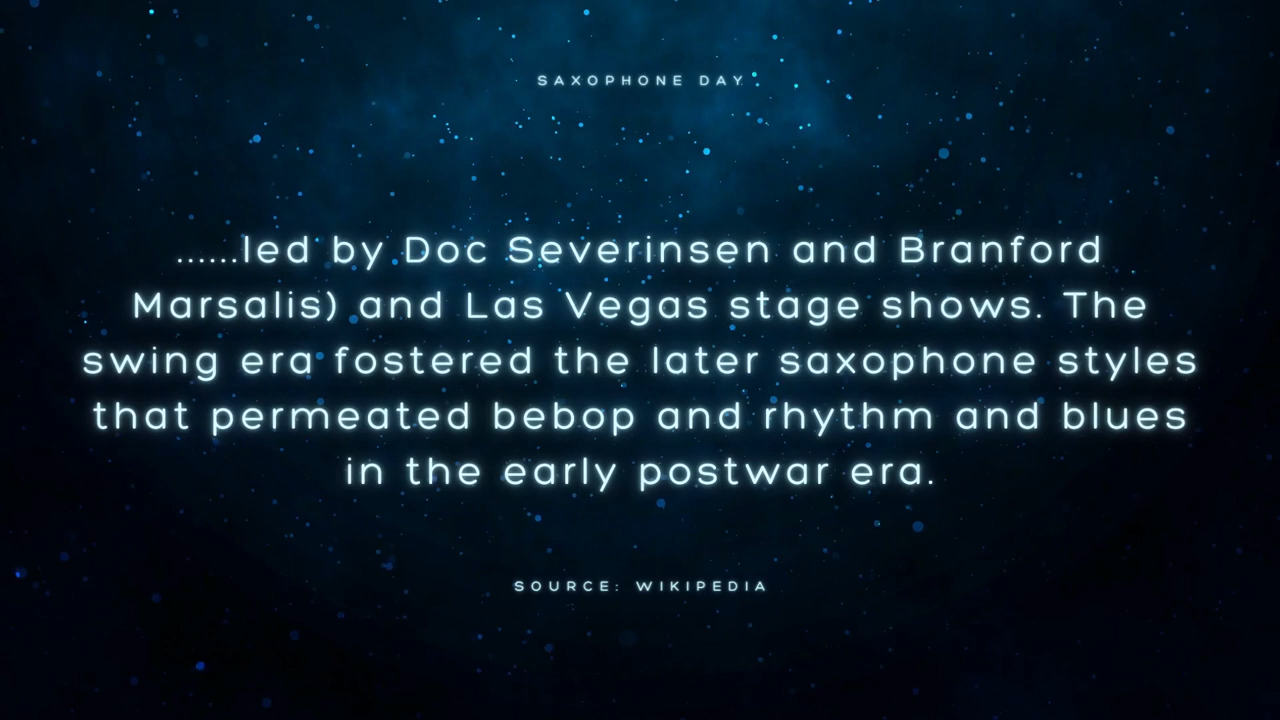 SAXOPHONE DAY
......led by Doc Severinsen and Branford
Marsalis) and Las Vegas stage shows. The
swing era fostered the later saxophone styles
that permeated bebop and rhythm and blues
in the early postwar era.
SOURCE: WIKIPEDIA